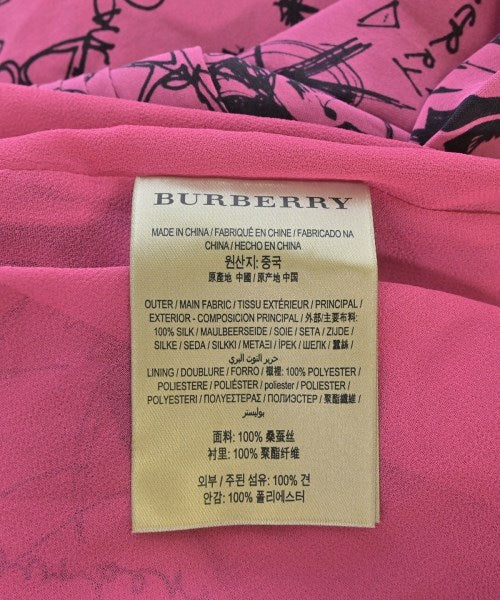 ERRY
BURBERRY
MADE IN CHINA / FABRIQUÉ EN CHINE / FABRICADO NA
CHINA / HECHO EN CHINA
원산지: 중국
原產地 中國 / 原产地 中国
OUTER / MAIN FABRIC / TISSU EXTÉRIEUR / PRINCIPAL /
EXTERIOR - COMPOSICIÓN PRINCIPAL / 外部/主要布料:
100% SILK / MAULBEERSEIDE / SOIE / SETA / ZIJDE /
SILKE / SEDA / SILKKI / ΜΕΤΑΞΙ / İPEK / ШЕЛК / 蠶絲 /
حرير التوت البري
LINING / DOUBLURE / FORRO / 襯裡: 100% POLYESTER /
POLIESTERE / POLIÉSTER / poliester / POLIESTER /
POLYESTERI / ΠΟΛΥΕΣΤΕΡΑΣ / ПОЛИЭСТЕР / 聚酯纖維 /
بوليستر
面料: 100% 桑蚕丝
衬里: 100% 聚酯纤维
외부 / 주된 섬유: 100% 견
안감: 100% 폴리에스터